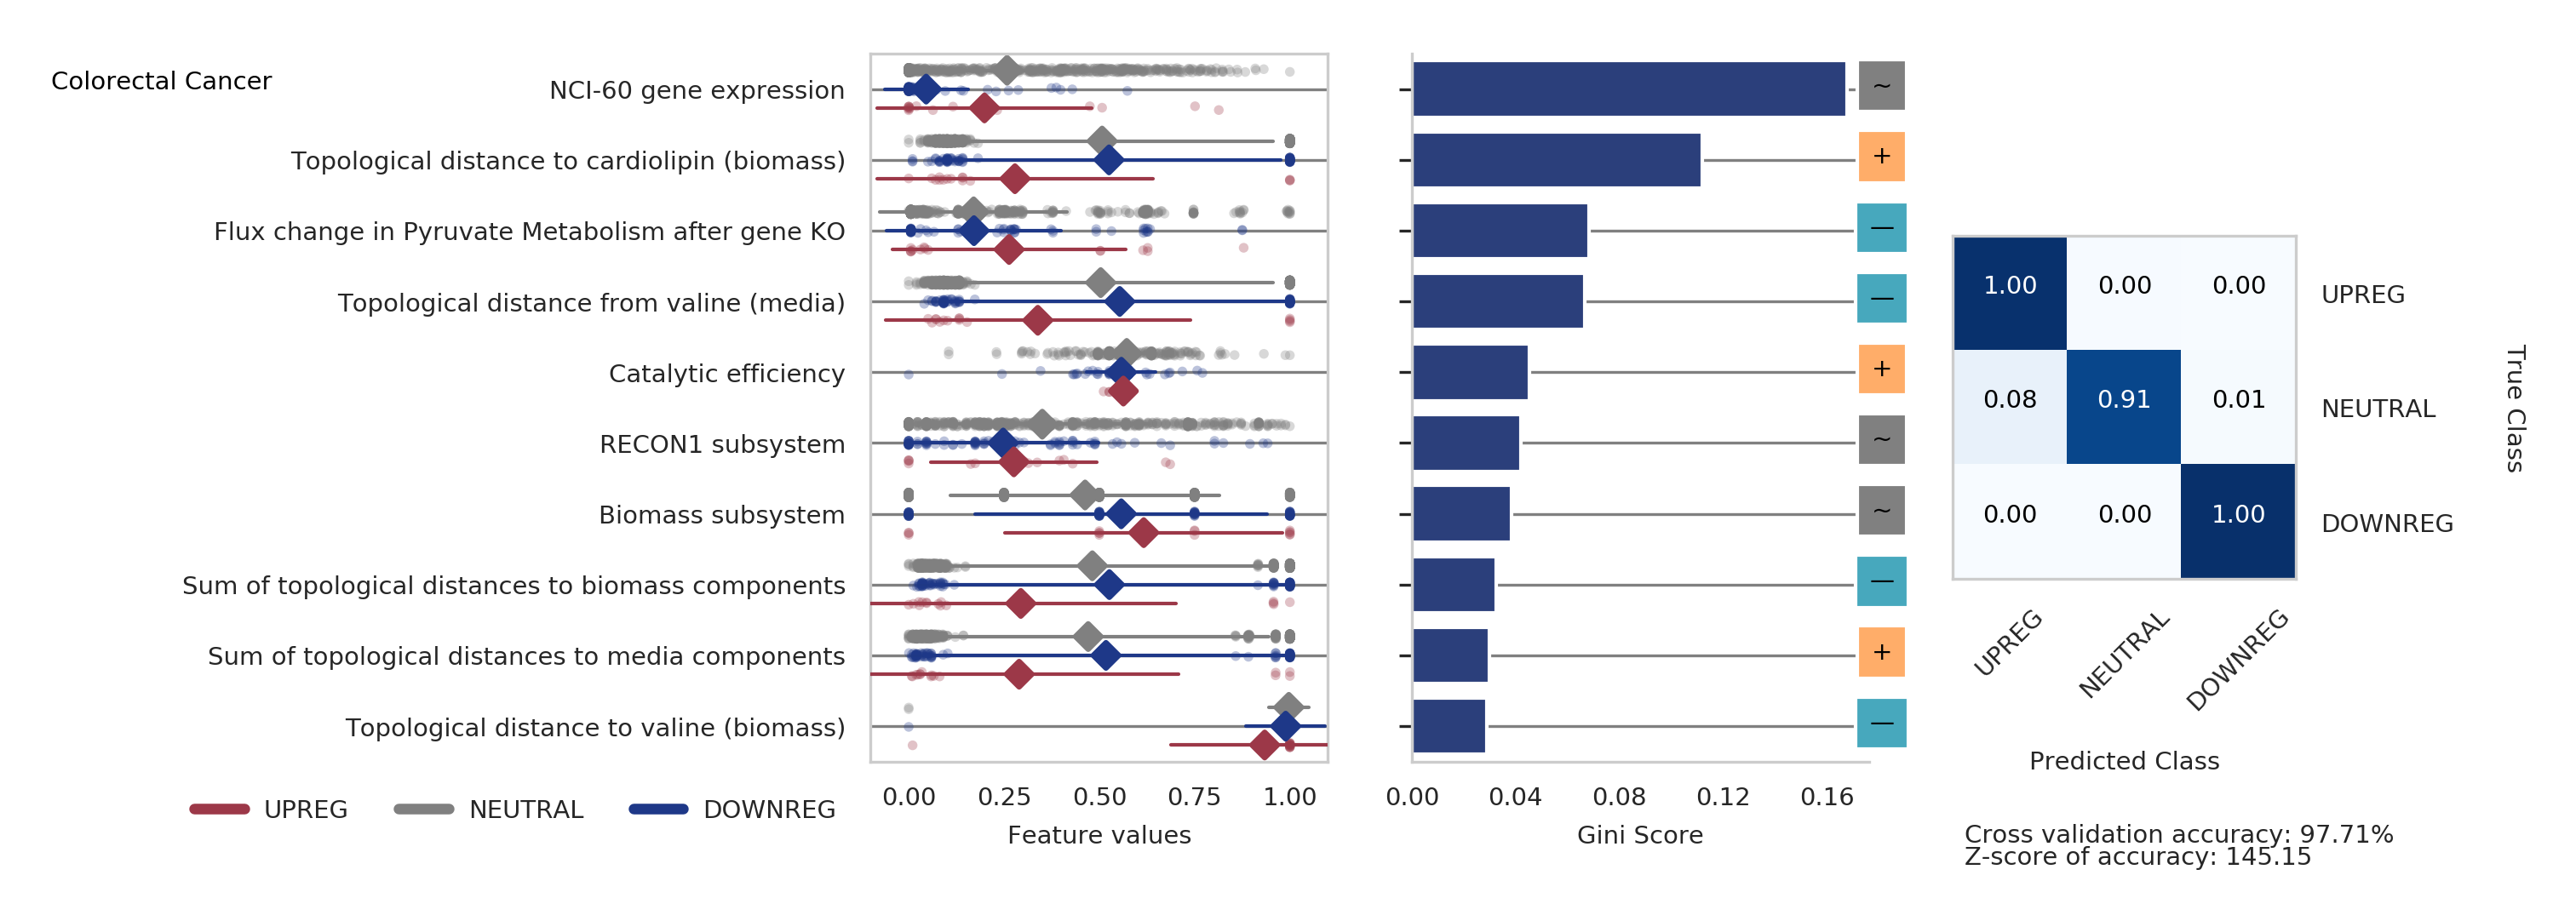 Colorectal Cancer
NCI-60 gene expression
Topological distance to cardiolipin (biomass)
Flux change in Pyruvate Metabolism after gene KO
Topological distance from valine (media)
Catalytic efficiency
RECON1 subsystem
Biomass subsystem
Sum of topological distances to biomass components
Sum of topological distances to media components
Topological distance to valine (biomass)
UPREG
NEUTRAL
DOWNREG
0.00 0.25 0.50 0.75 1.00
Feature values
~
+
—
—
+
~
~
—
+
—
0.00 0.04 0.08 0.12 0.16
Gini Score
1.00 0.00 0.00
0.08 0.91 0.01
0.00 0.00 1.00
UPREG
NEUTRAL
DOWNREG
True Class
UPREG
NEUTRAL
DOWNREG
Predicted Class
Cross validation accuracy: 97.71%
Z-score of accuracy: 145.15